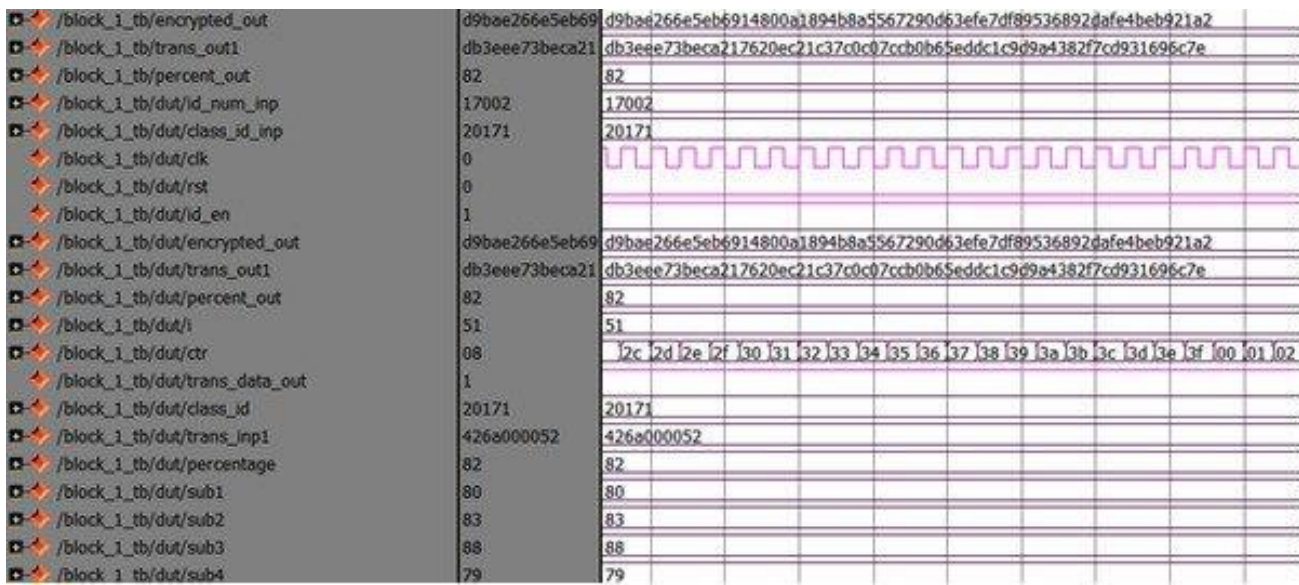 /block_1_tb/encrypted_out d9bae266e5eb69 d9bae266e5eb6914800a1894b8a5567290d63efe7df89536892dafe4beb921a2
/block_1_tb/trans_out1 db3eee73beca21 db3eee73beca217620ec21c37c0c07ccb0b65eddc1c9d9a4382f7cd931696c7e
/block_1_tb/percent_out 82 82
/block_1_tb/dut/id_num_inp 17002 17002
/block_1_tb/dut/class_id_inp 20171 20171
/block_1_tb/dut/clk 0
/block_1_tb/dut/rst 0
/block_1_tb/dut/id_en 1
/block_1_tb/dut/encrypted_out d9bae266e5eb69 d9bae266e5eb6914800a1894b8a5567290d63efe7df89536892dafe4beb921a2
/block_1_tb/dut/trans_out1 db3eee73beca21 db3eee73beca217620ec21c37c0c07ccb0b65eddc1c9d9a4382f7cd931696c7e
/block_1_tb/dut/percent_out 82 82
/block_1_tb/dut/i 51 51
/block_1_tb/dut/ctr 08 2c 2d 2e 2f 30 31 32 33 34 35 36 37 38 39 3a 3b 3c 3d 3e 3f 00 01 02
/block_1_tb/dut/trans_data_out 1
/block_1_tb/dut/class_id 20171 20171
/block_1_tb/dut/trans_inp1 426a000052 426a000052
/block_1_tb/dut/percentage 82 82
/block_1_tb/dut/sub1 80 80
/block_1_tb/dut/sub2 83 83
/block_1_tb/dut/sub3 88 88
/block_1_tb/dut/sub4 79 79